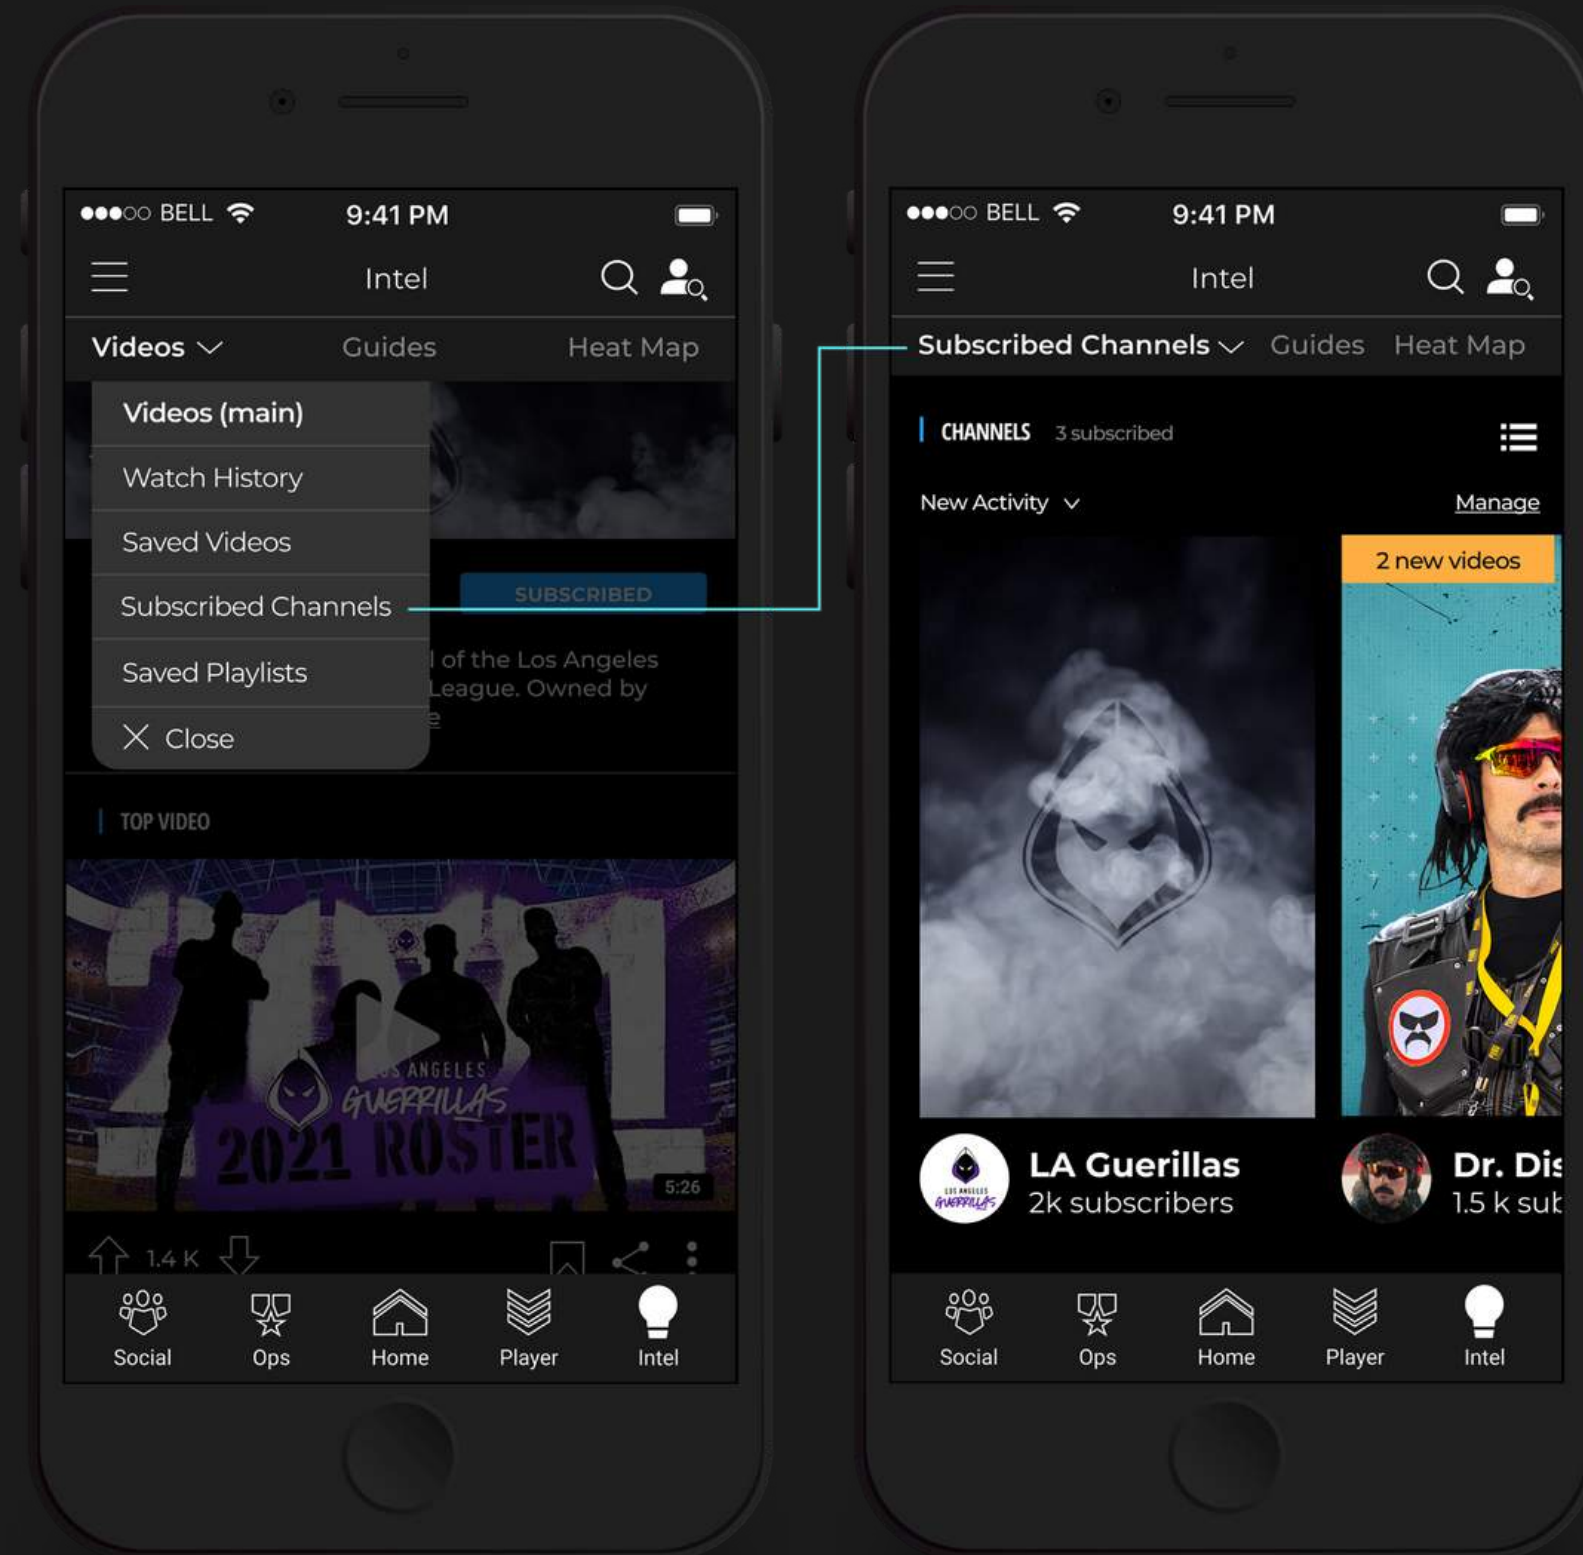 BELL 9:41 PM
Intel
Videos Guides Heat Map
Videos (main)
Watch History
Saved Videos
Subscribed Channels
Saved Playlists
Close
SUBSCRIBED
l of the Los Angeles
League. Owned by
e
TOP VIDEO
2021
LOS ANGELES
GUERRILLAS
2021 ROSTER
5:26
1.4 K
Social Ops Home Player Intel
BELL 9:41 PM
Intel
Subscribed Channels Guides Heat Map
CHANNELS 3 subscribed
New Activity Manage
2 new videos
LOS ANGELES
GUERRILLAS
LA Guerillas
2k subscribers
Dr. Dis
1.5 k sub
Social Ops Home Player Intel